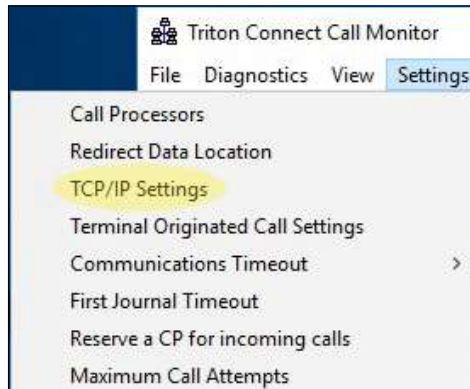 Triton Connect Call Monitor
File Diagnostics View Settings
Call Processors
Redirect Data Location
TCP/IP Settings
Terminal Originated Call Settings
Communications Timeout >
First Journal Timeout
Reserve a CP for incoming calls
Maximum Call Attempts